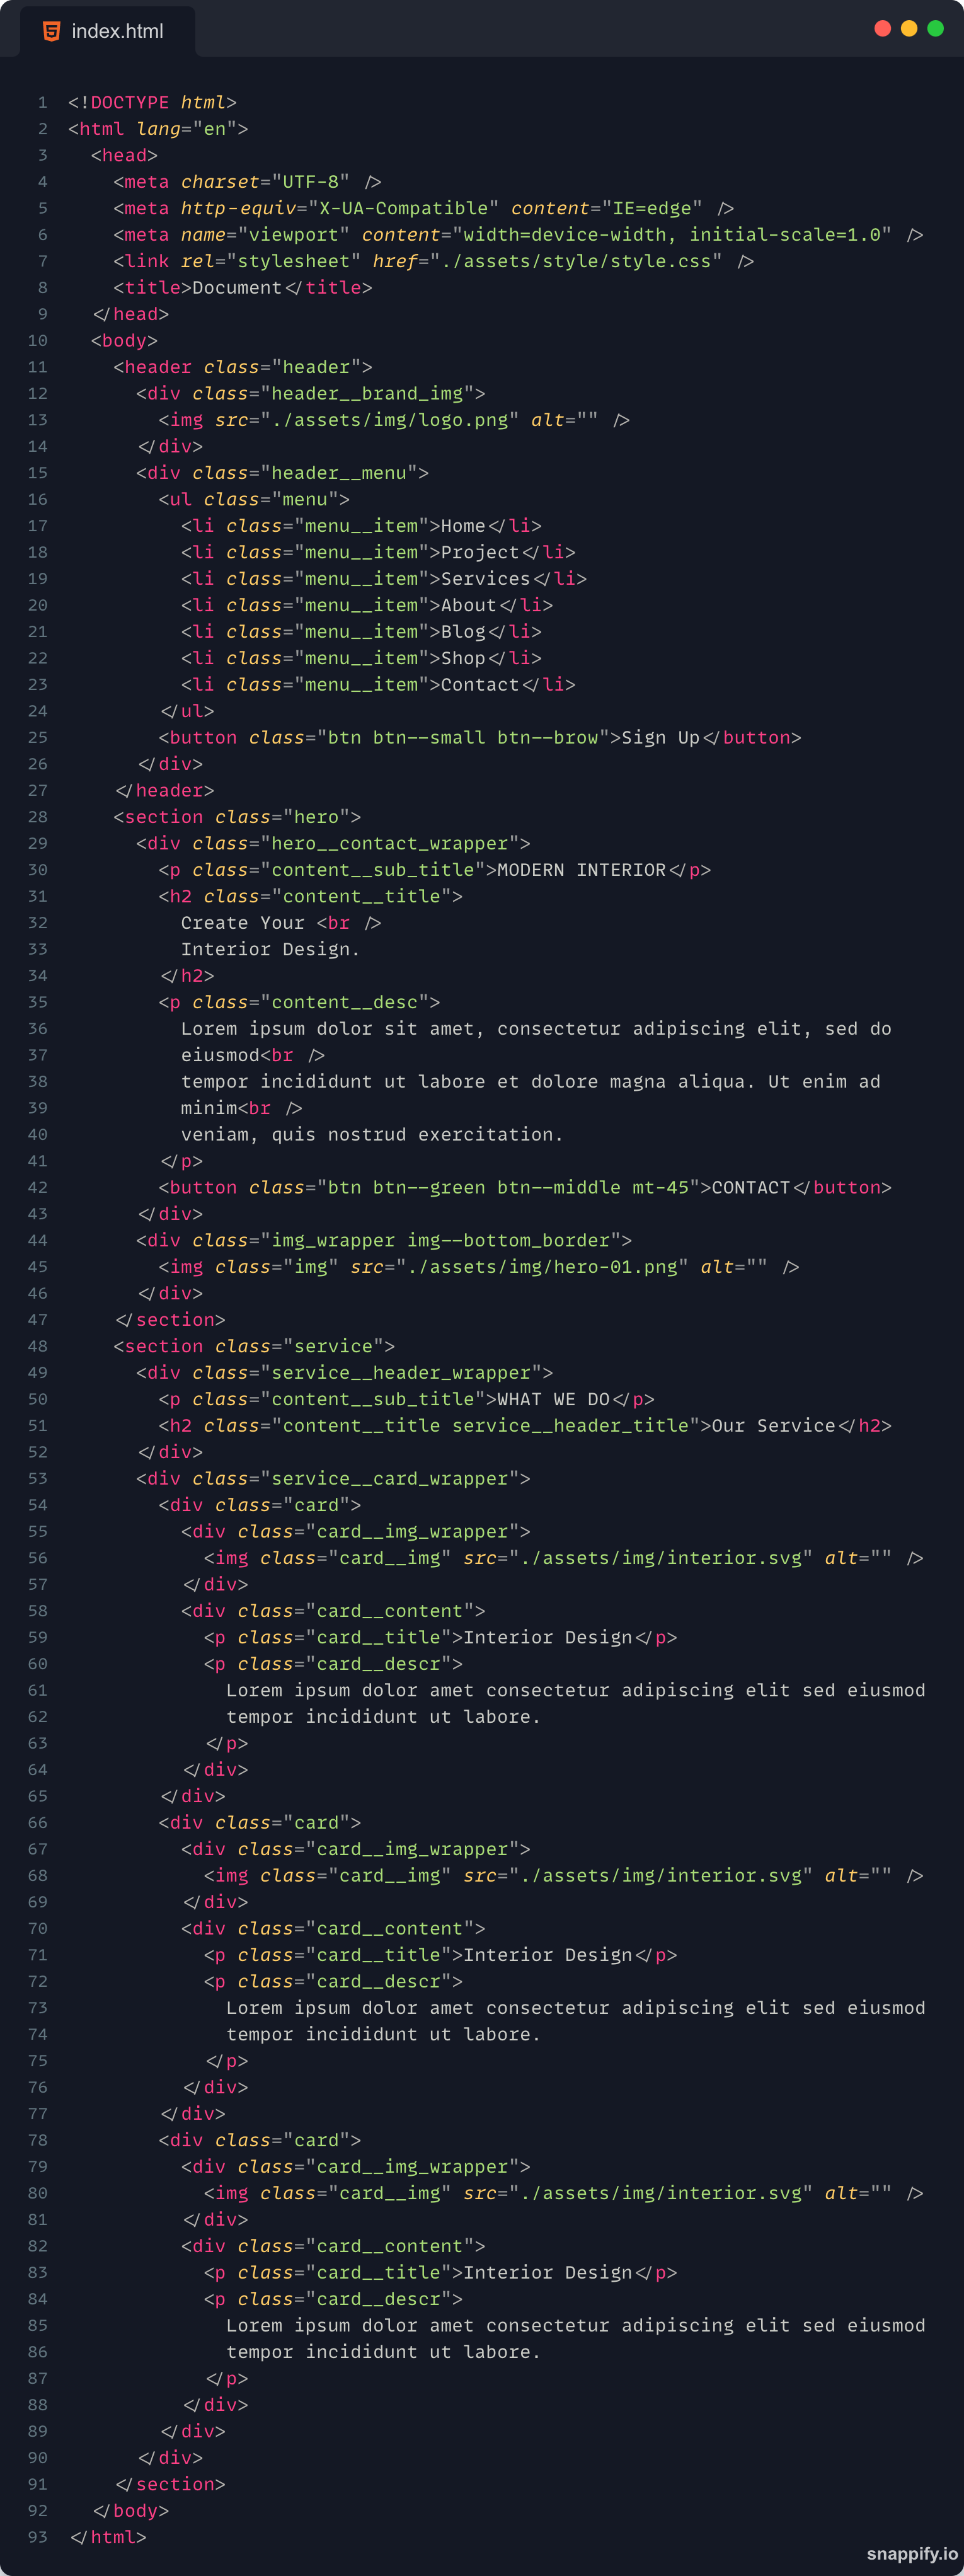 index.html
1 <!DOCTYPE html>
2 <html lang="en">
3   <head>
4     <meta charset="UTF-8" />
5     <meta http-equiv="X-UA-Compatible" content="IE=edge" />
6     <meta name="viewport" content="width=device-width, initial-scale=1.0" />
7     <link rel="stylesheet" href="./assets/style/style.css" />
8     <title>Document</title>
9   </head>
10   <body>
11     <header class="header">
12       <div class="header__brand_img">
13         <img src="./assets/img/logo.png" alt="" />
14       </div>
15       <div class="header__menu">
16         <ul class="menu">
17           <li class="menu__item">Home</li>
18           <li class="menu__item">Project</li>
19           <li class="menu__item">Services</li>
20           <li class="menu__item">About</li>
21           <li class="menu__item">Blog</li>
22           <li class="menu__item">Shop</li>
23           <li class="menu__item">Contact</li>
24         </ul>
25         <button class="btn btn--small btn--brow">Sign Up</button>
26       </div>
27     </header>
28     <section class="hero">
29       <div class="hero__contact_wrapper">
30         <p class="content__sub_title">MODERN INTERIOR</p>
31         <h2 class="content__title">
32           Create Your <br />
33           Interior Design.
34         </h2>
35         <p class="content__desc">
36           Lorem ipsum dolor sit amet, consectetur adipiscing elit, sed do
37           eiusmod<br />
38           tempor incididunt ut labore et dolore magna aliqua. Ut enim ad
39           minim<br />
40           veniam, quis nostrud exercitation.
41         </p>
42         <button class="btn btn--green btn--middle mt-45">CONTACT</button>
43       </div>
44       <div class="img_wrapper img--bottom_border">
45         <img class="img" src="./assets/img/hero-01.png" alt="" />
46       </div>
47     </section>
48     <section class="service">
49       <div class="service__header_wrapper">
50         <p class="content__sub_title">WHAT WE DO</p>
51         <h2 class="content__title service__header_title">Our Service</h2>
52       </div>
53       <div class="service__card_wrapper">
54         <div class="card">
55           <div class="card__img_wrapper">
56             <img class="card__img" src="./assets/img/interior.svg" alt="" />
57           </div>
58           <div class="card__content">
59             <p class="card__title">Interior Design</p>
60             <p class="card__descr">
61               Lorem ipsum dolor amet consectetur adipiscing elit sed eiusmod
62               tempor incididunt ut labore.
63             </p>
64           </div>
65         </div>
66         <div class="card">
67           <div class="card__img_wrapper">
68             <img class="card__img" src="./assets/img/interior.svg" alt="" />
69           </div>
70           <div class="card__content">
71             <p class="card__title">Interior Design</p>
72             <p class="card__descr">
73               Lorem ipsum dolor amet consectetur adipiscing elit sed eiusmod
74               tempor incididunt ut labore.
75             </p>
76           </div>
77         </div>
78         <div class="card">
79           <div class="card__img_wrapper">
80             <img class="card__img" src="./assets/img/interior.svg" alt="" />
81           </div>
82           <div class="card__content">
83             <p class="card__title">Interior Design</p>
84             <p class="card__descr">
85               Lorem ipsum dolor amet consectetur adipiscing elit sed eiusmod
86               tempor incididunt ut labore.
87             </p>
88           </div>
89         </div>
90       </div>
91     </section>
92   </body>
93 </html>
snappify.io